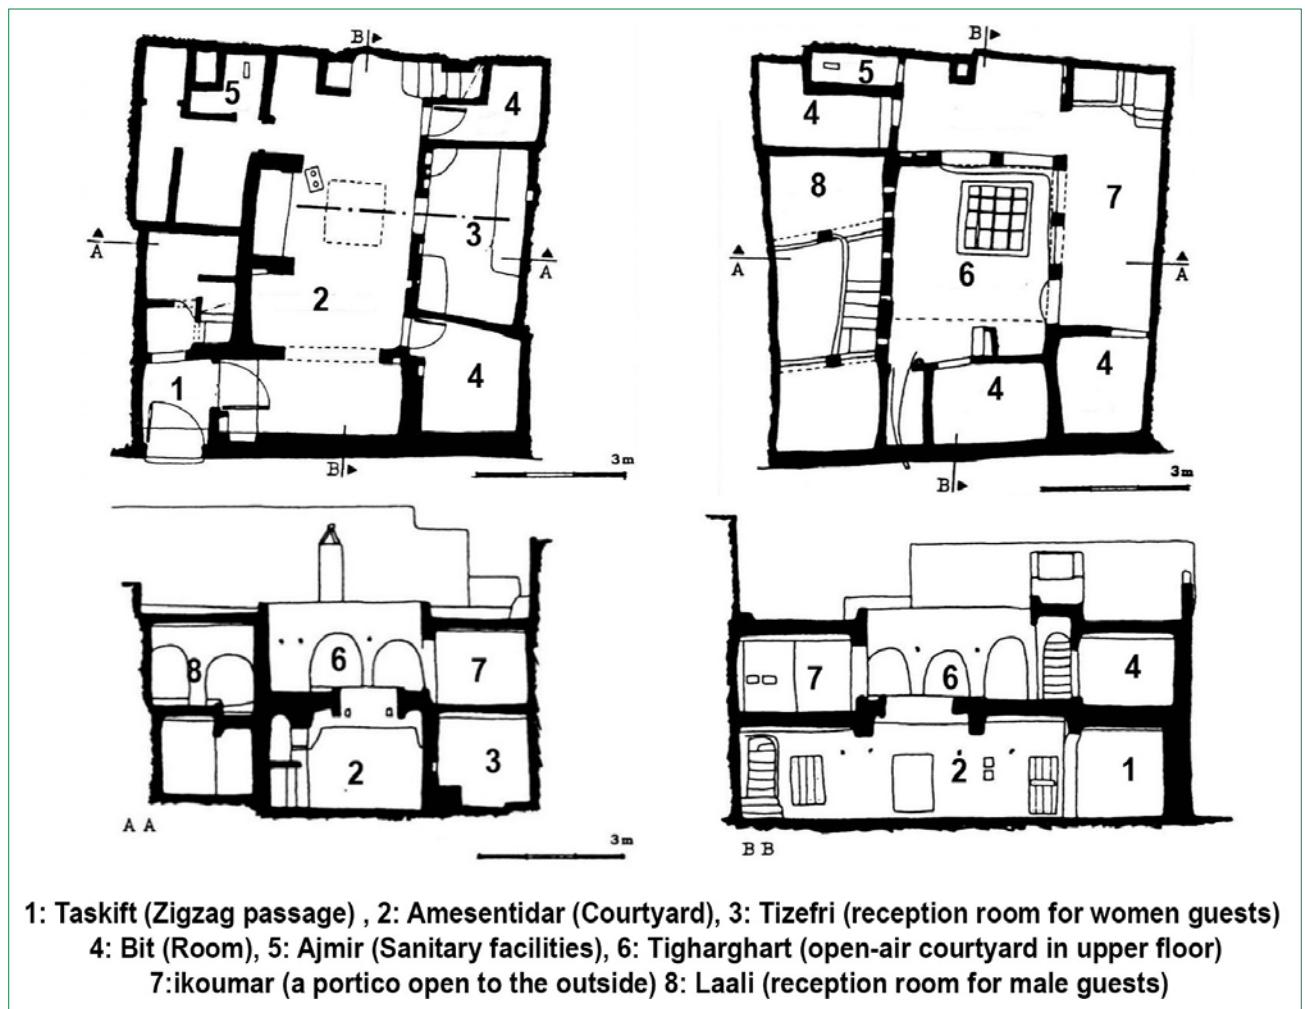 B
B
5
4
5
4
8
7
3
A
A
A
A
6
2
4
4
4
1
B
3m
B
3m
8
6
7
7
6
4
2
3
2
1
A A
3m
B B
1: Taskift (Zigzag passage) , 2: Amesentidar (Courtyard), 3: Tizefri (reception room for women guests)
4: Bit (Room), 5: Ajmir (Sanitary facilities), 6: Tigharghart (open-air courtyard in upper floor)
7:ikoumar (a portico open to the outside) 8: Laali (reception room for male guests)